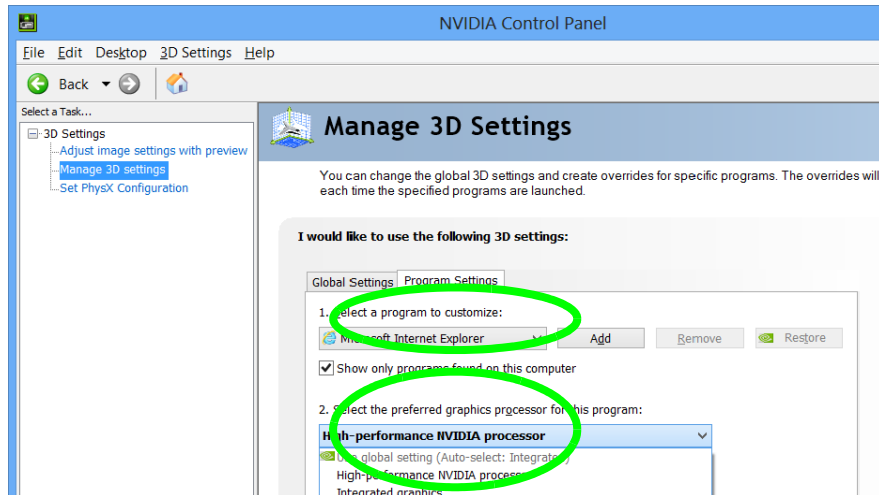 NVIDIA Control Panel
File Edit Desktop 3D Settings Help
Back
Select a Task...
3D Settings
Adjust image settings with preview
Manage 3D settings
Set PhysX Configuration
Manage 3D Settings
You can change the global 3D settings and create overrides for specific programs. The overrides will
each time the specified programs are launched.
I would like to use the following 3D settings:
Global Settings Program Settings
1. Select a program to customize:
Microsoft Internet Explorer Add Remove Restore
Show only programs found on this computer
2. Select the preferred graphics processor for this program:
High-performance NVIDIA processor
Use global setting (Auto-select: Integrated)
High-performance NVIDIA processor
Integrated graphics